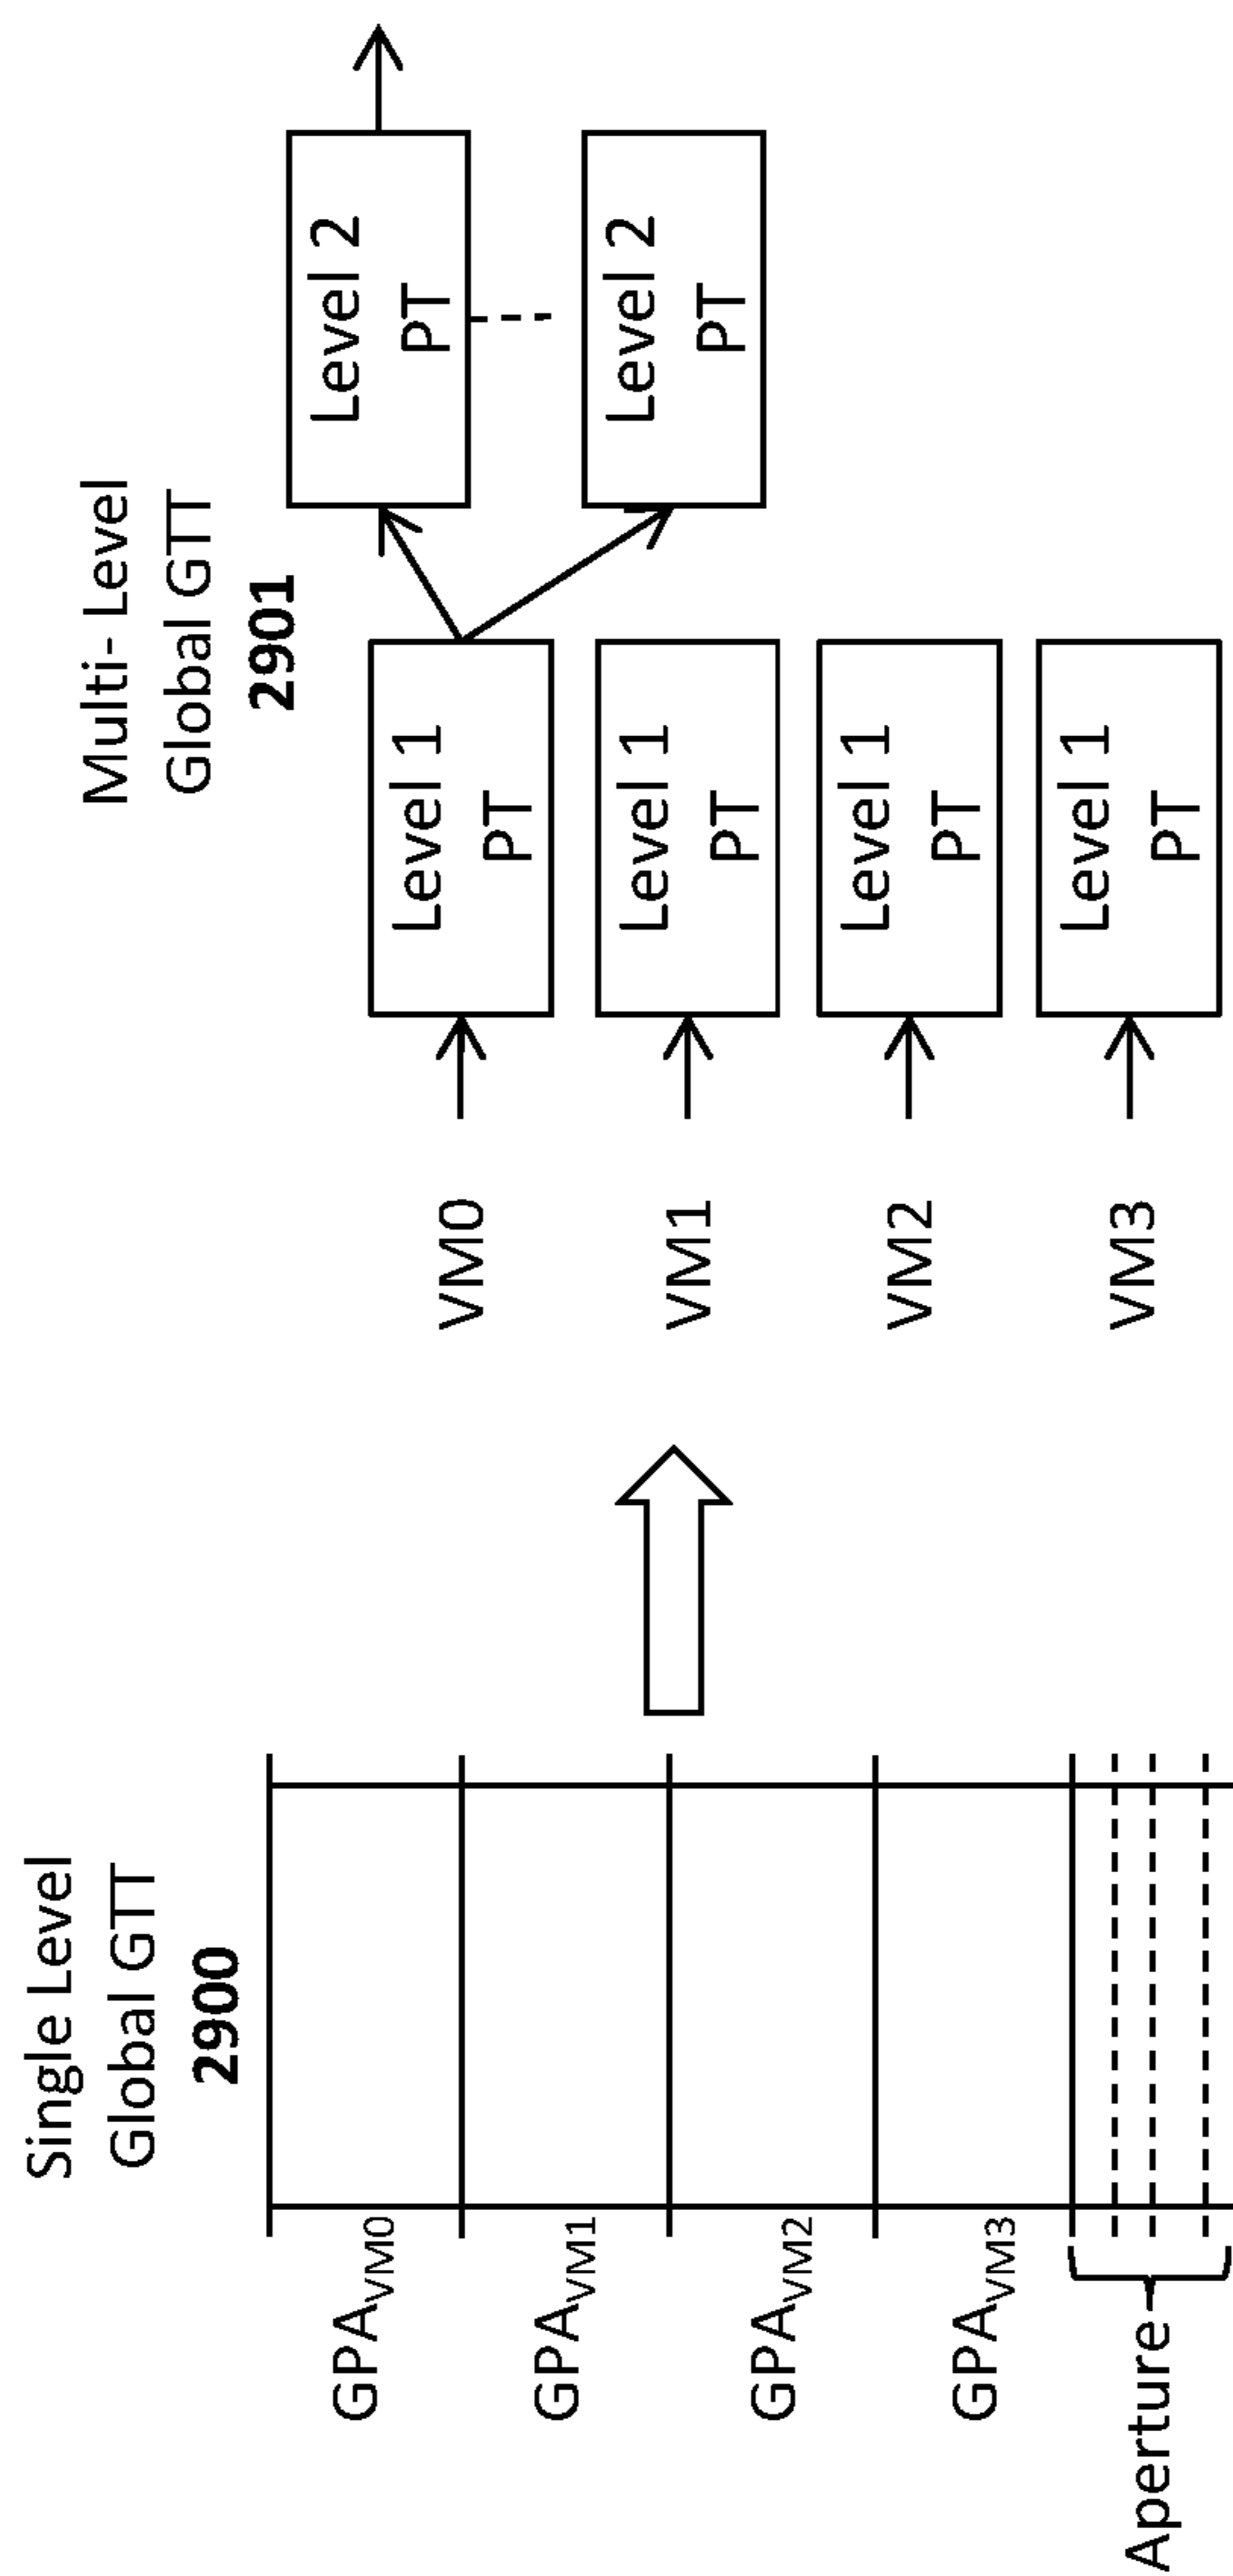 Single Level
Global GTT
2900
GPAVM0
GPAVM1
GPAVM2
GPAVM3
Aperture
VM0
VM1
VM2
VM3
Multi- Level
Global GTT
2901
Level 1
PT
Level 1
PT
Level 1
PT
Level 1
PT
Level 2
PT
Level 2
PT